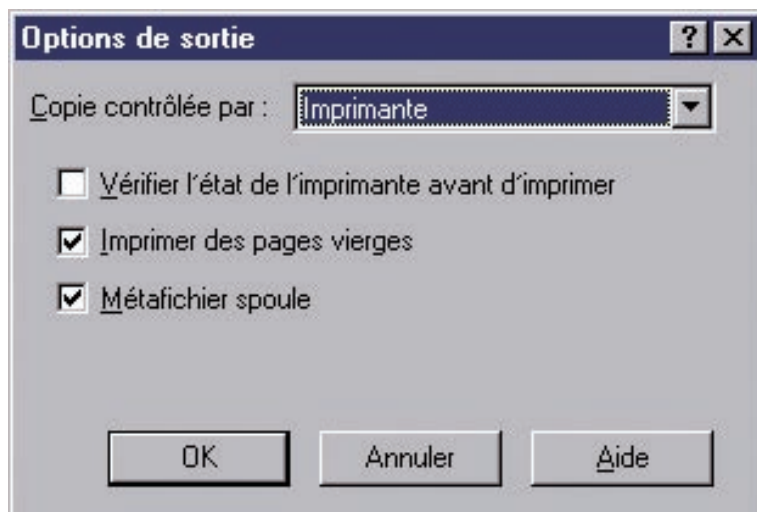 Options de sortie
Copie contrôlée par : Imprimante
Vérifier l'état de l'imprimante avant d'imprimer
Imprimer des pages vierges
Métafichier spoule
OK Annuler Aide